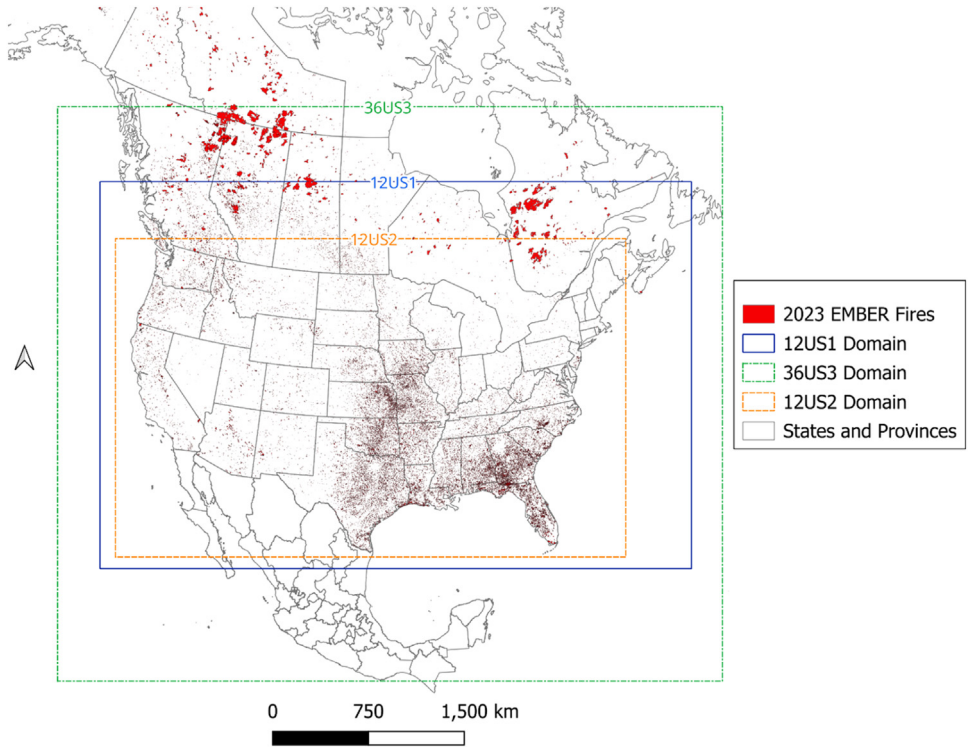 36US3
12US1
12US2
2023 EMBER Fires
12US1 Domain
36US3 Domain
12US2 Domain
States and Provinces
0 750 1,500 km